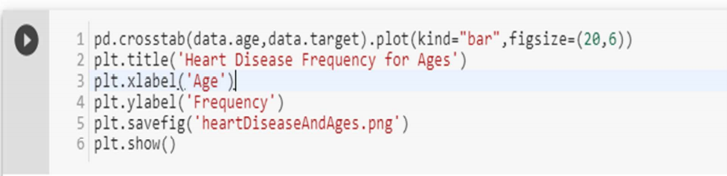 1 pd.crosstab(data.age,data.target).plot(kind="bar",figsize=(20,6))
2 plt.title('Heart Disease Frequency for Ages')
3 plt.xlabel('Age')
4 plt.ylabel('Frequency')
5 plt.savefig('heartDiseaseAndAges.png')
6 plt.show()